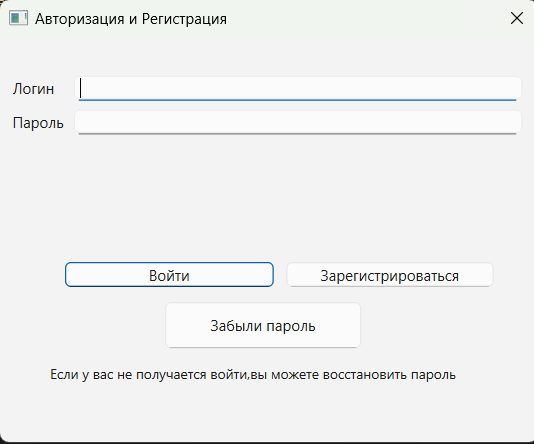 Авторизация и Регистрация
Логин
Пароль
Войти
Зарегистрироваться
Забыли пароль
Если у вас не получается войти,вы можете восстановить пароль